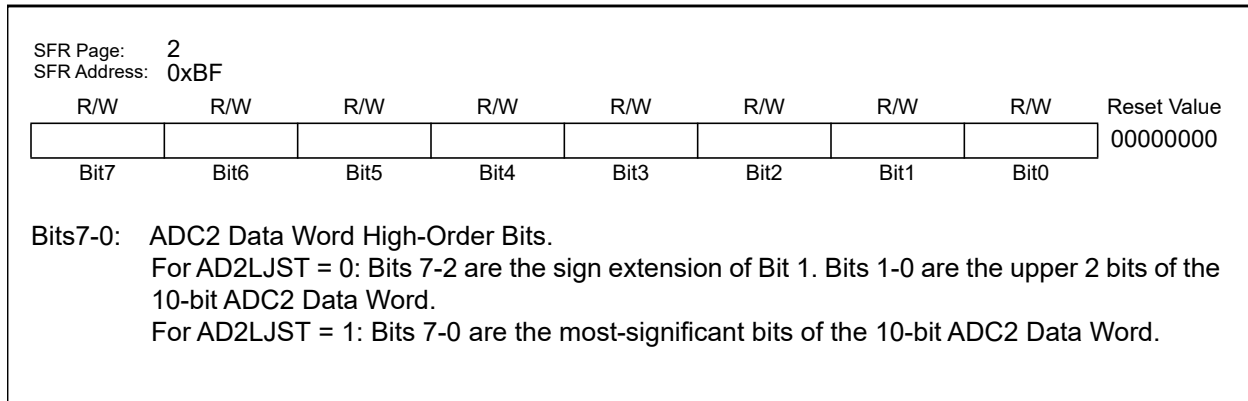 SFR Page: 2
SFR Address: 0xBF
R/W R/W R/W R/W R/W R/W R/W R/W Reset Value
00000000
Bit7 Bit6 Bit5 Bit4 Bit3 Bit2 Bit1 Bit0
Bits7-0: ADC2 Data Word High-Order Bits.
For AD2LJST = 0: Bits 7-2 are the sign extension of Bit 1. Bits 1-0 are the upper 2 bits of the
10-bit ADC2 Data Word.
For AD2LJST = 1: Bits 7-0 are the most-significant bits of the 10-bit ADC2 Data Word.